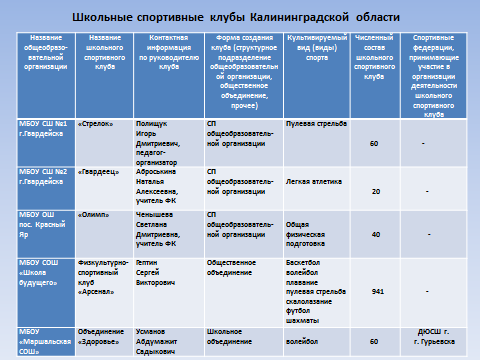 Школьные спортивные клубы Калининградской области
Название
общеобразо-
вательной
организации
Название
школьного
спортивного
клуба
Контактная
информация
по руководителю
клуба
Форма создания
клуба (структурное
подразделение
общеобразовательн
ой организации,
общественное
объединение,
прочее)
Культивируемый
вид (виды)
спорта
Численный
состав
школьного
спортивного
клуба
Спортивные
федерации,
принимающие
участие в
организации
деятельности
школьного
спортивного
клуба
МБОУ СШ №1
г.Гвардейска
«Стрелок»
Полищук
Игорь
Дмитриевич,
педагог-
организатор
СП
общеобразователь-
ной организации
Пулевая стрельба
60
-
МБОУ СШ №2
г.Гвардейска
«Гвардеец»
Аброськина
Наталья
Алексеевна,
учитель ФК
СП
общеобразователь-
ной организации
Легкая атлетика
20
-
МБОУ ОШ
пос. Красный
Яр
«Олимп»
Ченышева
Светлана
Дмитриевна,
учитель ФК
СП
общеобразователь-
ной организации
Общая
физическая
подготовка
40
-
МБОУ СОШ
«Школа
будущего»
Физкультурно-
спортивный
клуб
«Арсенал»
Гептин
Сергей
Викторович
Общественное
объединение
Баскетбол
волейбол
плавание
пулевая стрельба
скалолазание
футбол
шахматы
941
-
МБОУ
«Маршальская
СОШ»
Объединение
«Здоровье»
Усманов
Абдумажит
Садыкович
Школьное
объединение
волейбол
60
ДЮСШ г.
г. Гурьевска